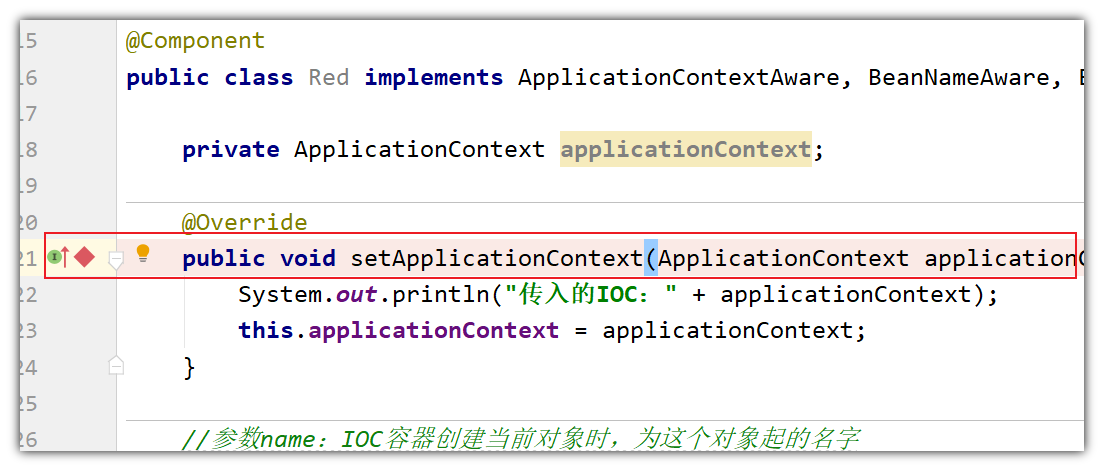 15 @Component
16 public class Red implements ApplicationContextAware, BeanNameAware,
17
18 private ApplicationContext applicationContext;
19
20 @Override
21 public void setApplicationContext(ApplicationContext application
22 System.out.println("传入的IOC：" + applicationContext);
23 this.applicationContext = applicationContext;
24 }
25
26 //参数name：IOC容器创建当前对象时，为这个对象起的名字